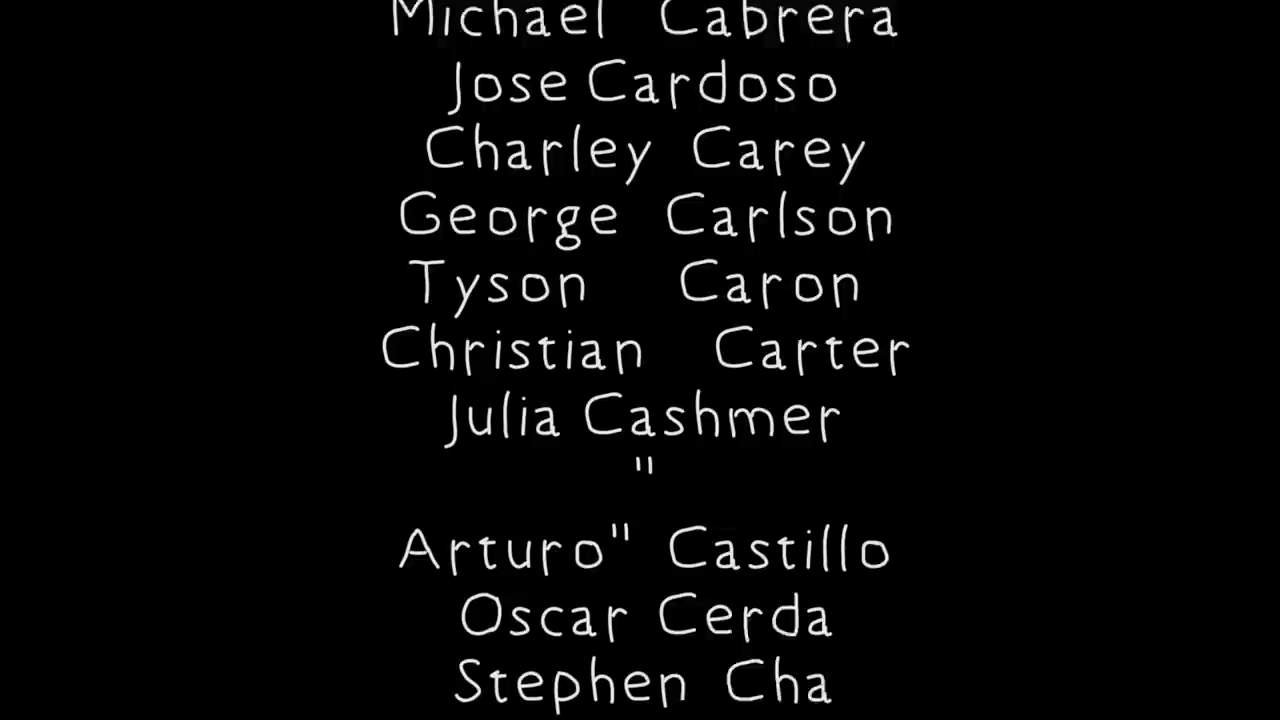 Michael Cabrera
Jose Cardoso
Charley Carey
George Carlson
Tyson Caron
Christian Carter
Julia Cashmer
"
Arturo" Castillo
Oscar Cerda
Stephen Cha